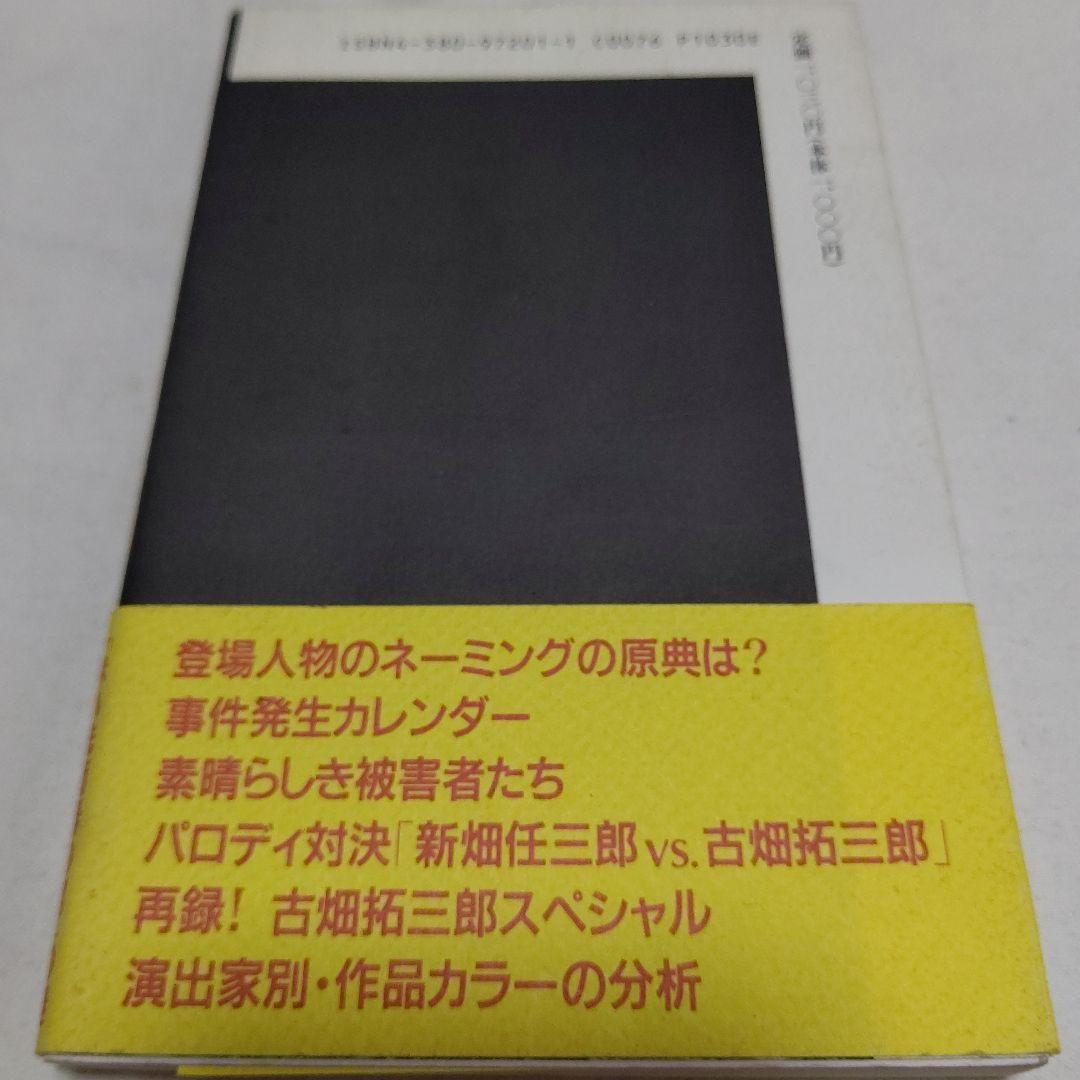 登場人物のネーミングの原典は?
事件発生カレンダー
素晴らしき被害者たち
パロディ対決「新畑任三郎vs.古畑拓三郎」
再録! 古畑拓三郎スペシャル
演出家別・作品カラーの分析